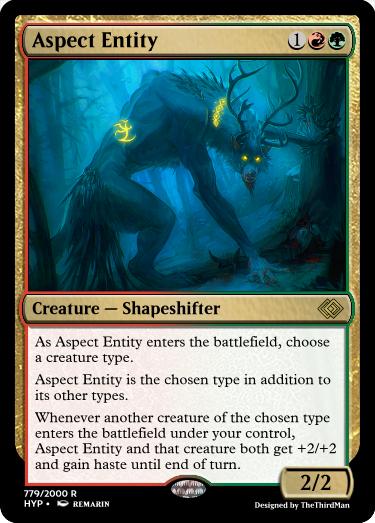 Aspect Entity 1
Creature — Shapeshifter
As Aspect Entity enters the battlefield, choose
a creature type.
Aspect Entity is the chosen type in addition to
its other types.
Whenever another creature of the chosen type
enters the battlefield under your control,
Aspect Entity and that creature both get +2/+2
and gain haste until end of turn.
2/2
779/2000 R
HYP • REMARIN
Designed by TheThirdMan